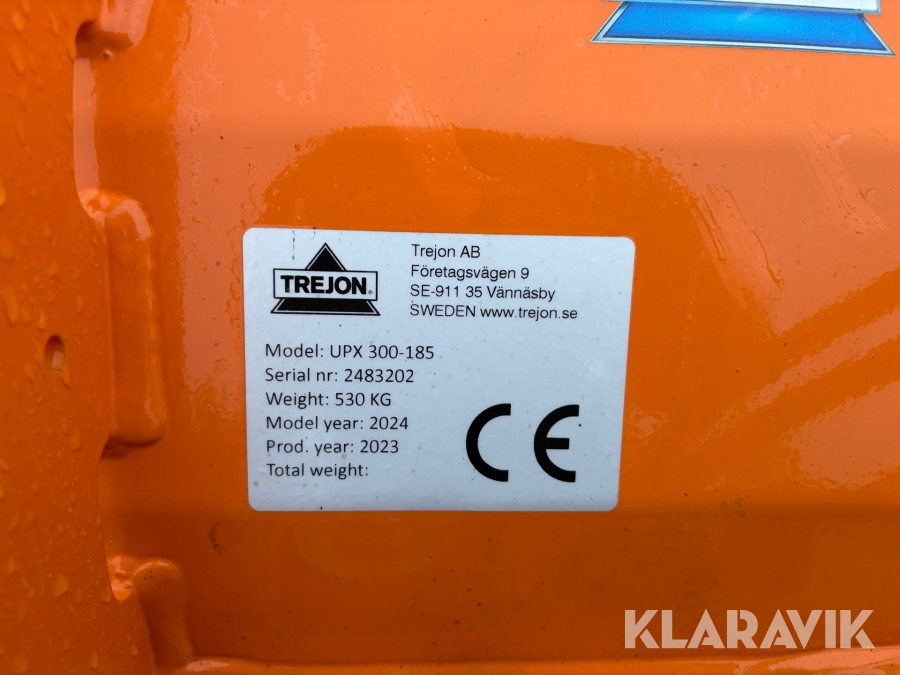 TREJON®
Trejon AB
Företagsvägen 9
SE-911 35 Vännäsby
SWEDEN www.trejon.se
Model: UPX 300-185
Serial nr: 2483202
Weight: 530 KG
Model year: 2024
Prod. year: 2023
Total weight:
CE
KLARAVIK